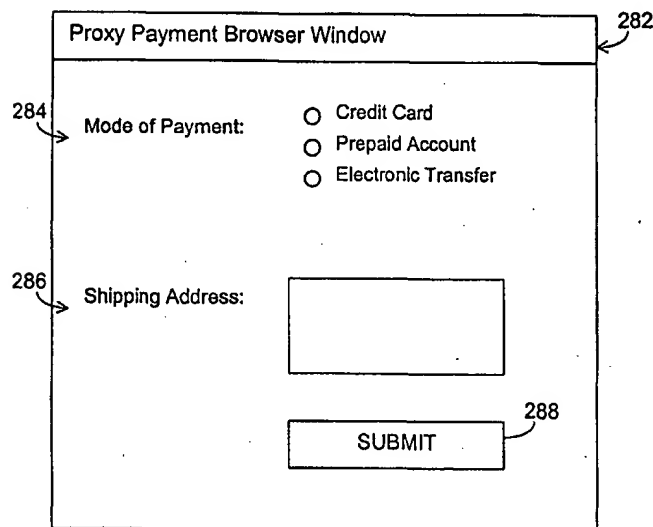 Proxy Payment Browser Window
282
284
Mode of Payment:
Credit Card
Prepaid Account
Electronic Transfer
286
Shipping Address:
288
SUBMIT